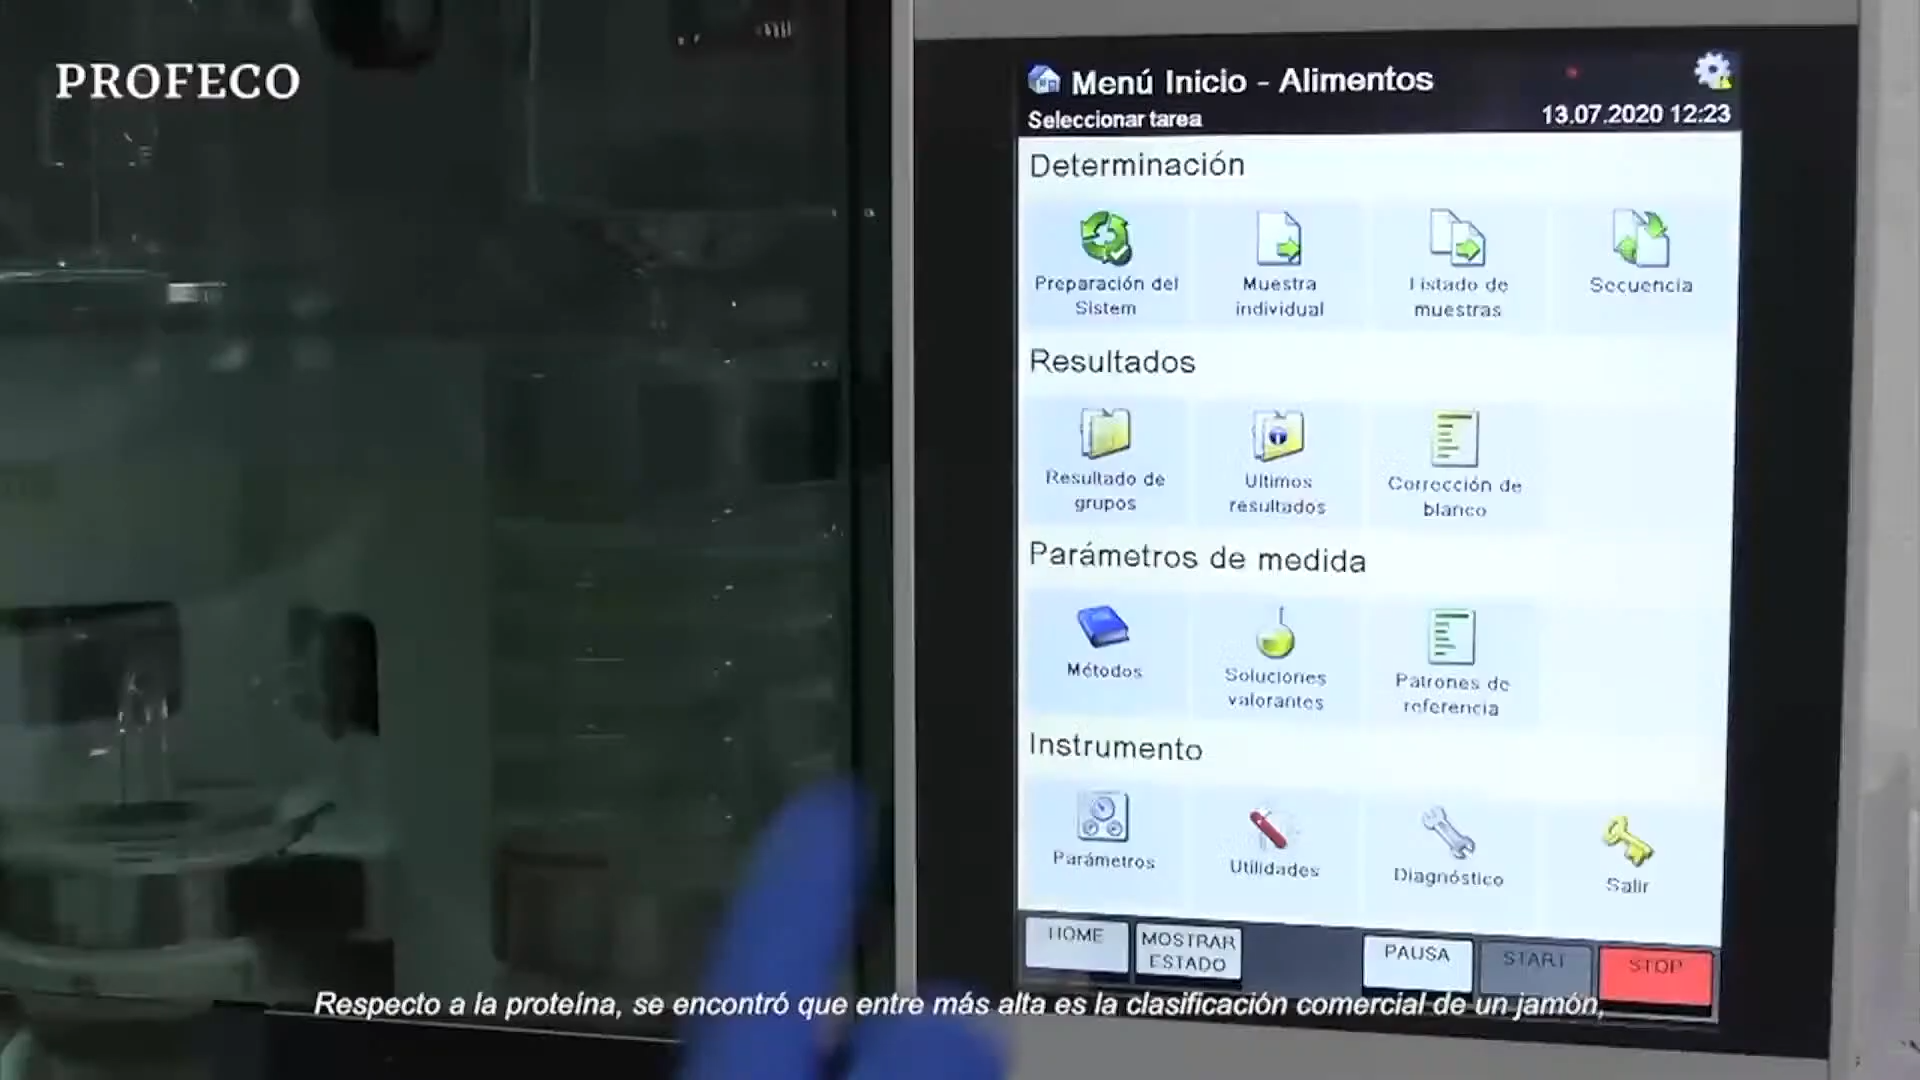 PROFECO
Menú Inicio - Alimentos
Seleccionar tarea
13.07.2020 12:23
Determinación
Preparación del
Sistem
Muestra
individual
Listado de
muestras
Secuencia
Resultados
Resultado de
grupos
Ultimos
resultados
Corrección de
blanco
Parámetros de medida
Métodos
Soluciones
valorantes
Patrones de
referencia
Instrumento
Parámetros
Utilidades
Diagnóstico
Salir
HOME
MOSTRAR
ESTADO
PAUSA
START
STOP
Respecto a la proteína, se encontró que entre más alta es la clasificación comercial de un jamón,